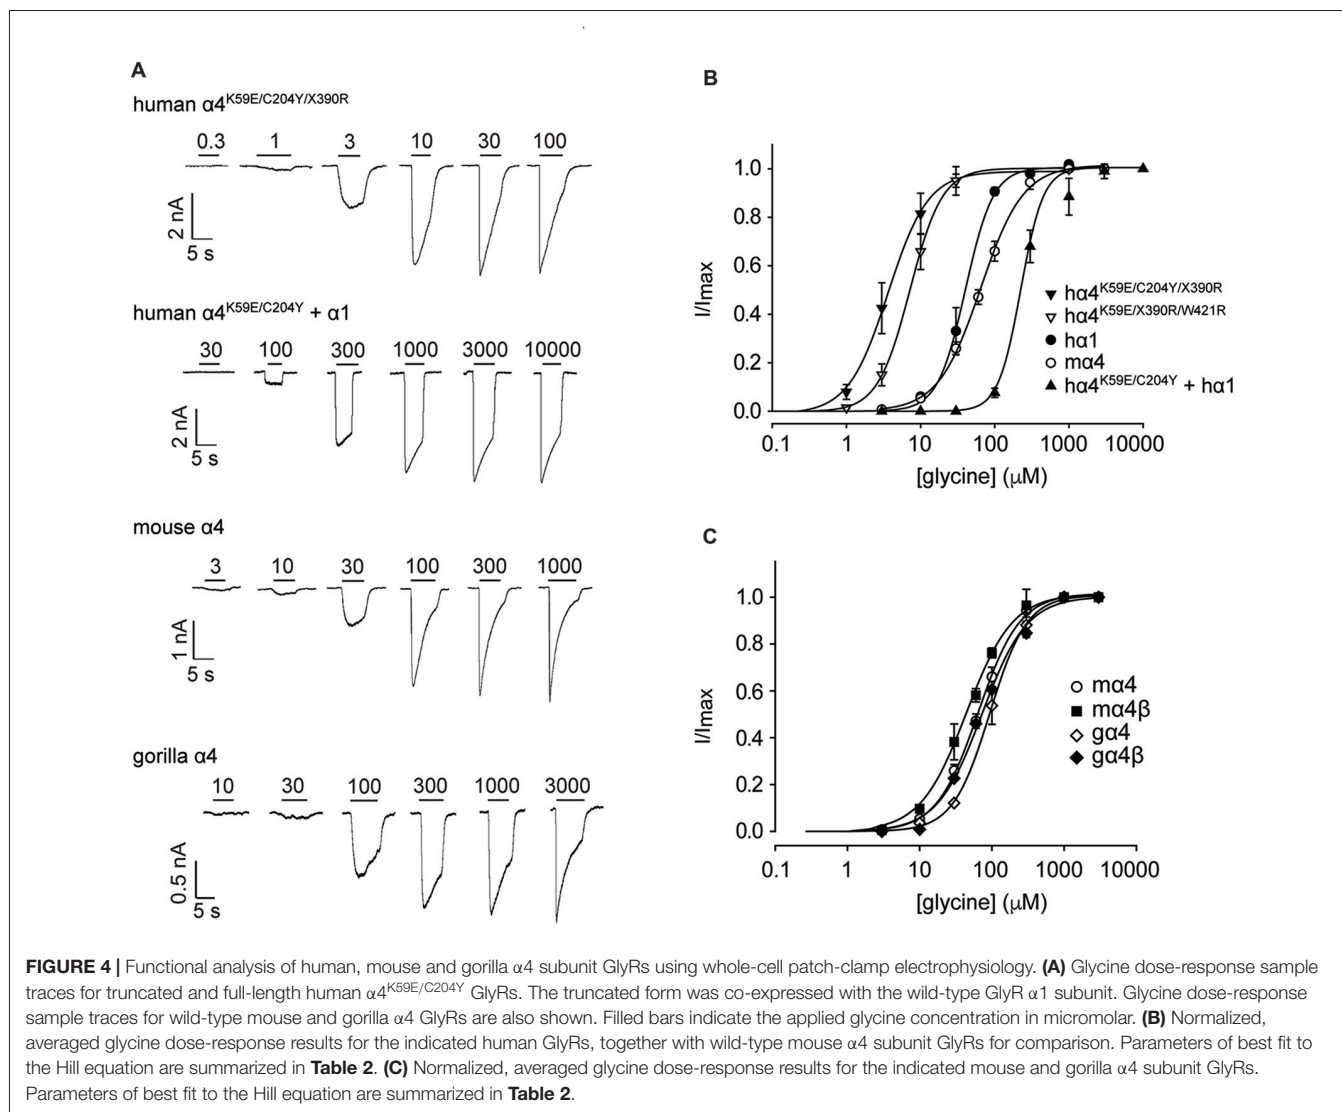 A
human α4K59E/C204Y/X390R
0.3 1 3 10 30 100
2 nA
5 s
human α4K59E/C204Y + α1
30 100 300 1000 3000 10000
2 nA
5 s
mouse α4
3 10 30 100 300 1000
1 nA
5 s
gorilla α4
10 30 100 300 1000 3000
0.5 nA
5 s
B
I/Imax
1.0
0.8
0.6
0.4
0.2
0.0
0.1 1 10 100 1000 10000
[glycine] (μM)
hα4K59E/C204Y/X390R
hα4K59E/X390R/W421R
hα1
mα4
hα4K59E/C204Y + hα1
C
I/Imax
1.0
0.8
0.6
0.4
0.2
0.0
0.1 1 10 100 1000 10000
[glycine] (μM)
mα4
mα4β
gα4
gα4β
FIGURE 4 | Functional analysis of human, mouse and gorilla α4 subunit GlyRs using whole-cell patch-clamp electrophysiology. (A) Glycine dose-response sample
traces for truncated and full-length human α4K59E/C204Y GlyRs. The truncated form was co-expressed with the wild-type GlyR α1 subunit. Glycine dose-response
sample traces for wild-type mouse and gorilla α4 GlyRs are also shown. Filled bars indicate the applied glycine concentration in micromolar. (B) Normalized,
averaged glycine dose-response results for the indicated human GlyRs, together with wild-type mouse α4 subunit GlyRs for comparison. Parameters of best fit to
the Hill equation are summarized in Table 2. (C) Normalized, averaged glycine dose-response results for the indicated mouse and gorilla α4 subunit GlyRs.
Parameters of best fit to the Hill equation are summarized in Table 2.